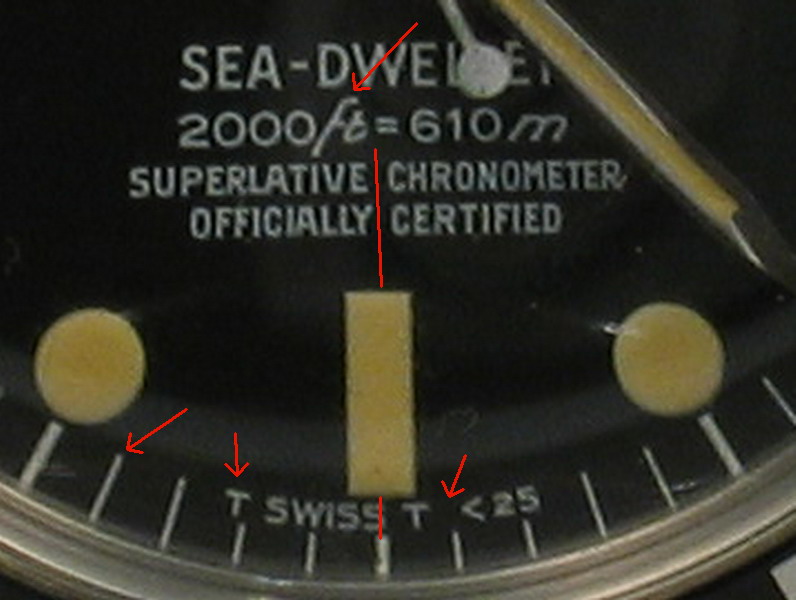 SEA-DWELLER
2000ft=610m
SUPERLATIVE CHRONOMETER
OFFICIALLY CERTIFIED
T SWISS T <25